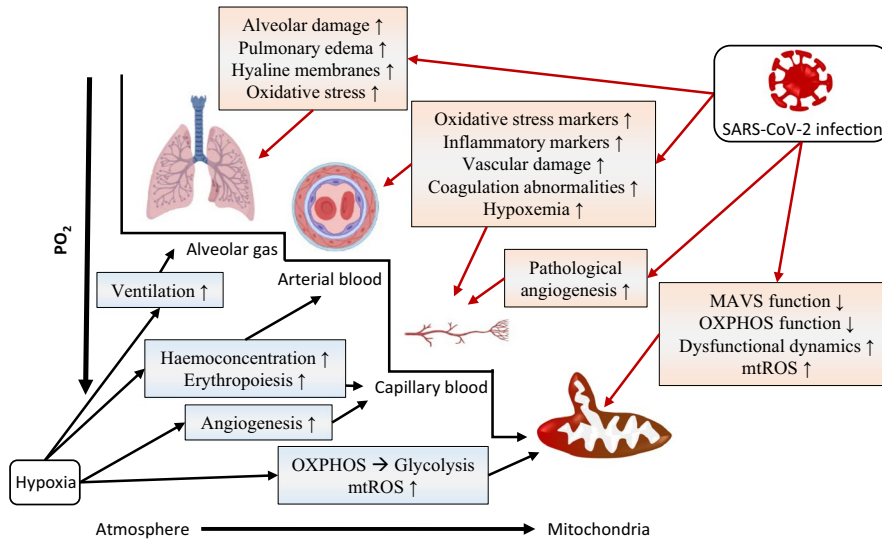 Alveolar damage ↑
Pulmonary edema ↑
Hyaline membranes ↑
Oxidative stress ↑
SARS-CoV-2 infection
Oxidative stress markers ↑
Inflammatory markers ↑
Vascular damage ↑
Coagulation abnormalities ↑
Hypoxemia ↑
PO2
Alveolar gas
Arterial blood
Pathological
angiogenesis ↑
Ventilation ↑
MAVS function ↓
OXPHOS function ↓
Dysfunctional dynamics ↑
mtROS ↑
Haemoconcentration ↑
Erythropoiesis ↑
Capillary blood
Angiogenesis ↑
Hypoxia
OXPHOS → Glycolysis
mtROS ↑
Atmosphere
Mitochondria